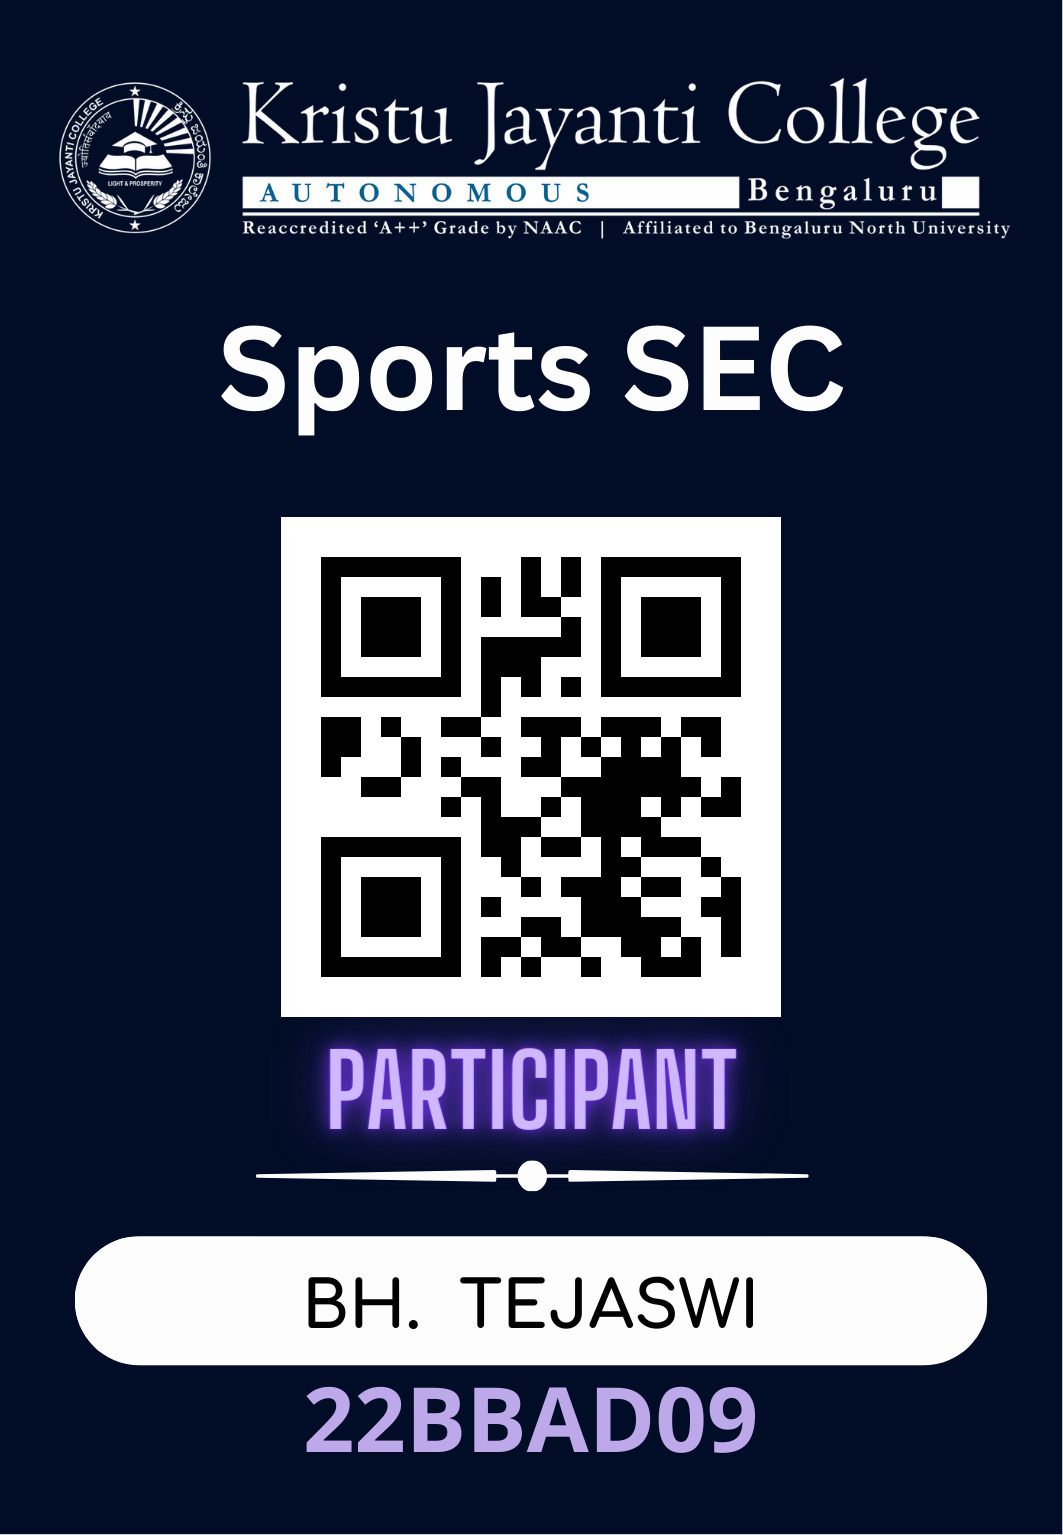 Kristu Jayanti College
AUTONOMOUS Bengaluru
Reaccredited ‘A++’ Grade by NAAC | Affiliated to Bengaluru North University
KRISTU JAYANTI COLLEGE
LIGHT & PROSPERITY
Sports SEC
PARTICIPANT
BH. TEJASWI
22BBAD09